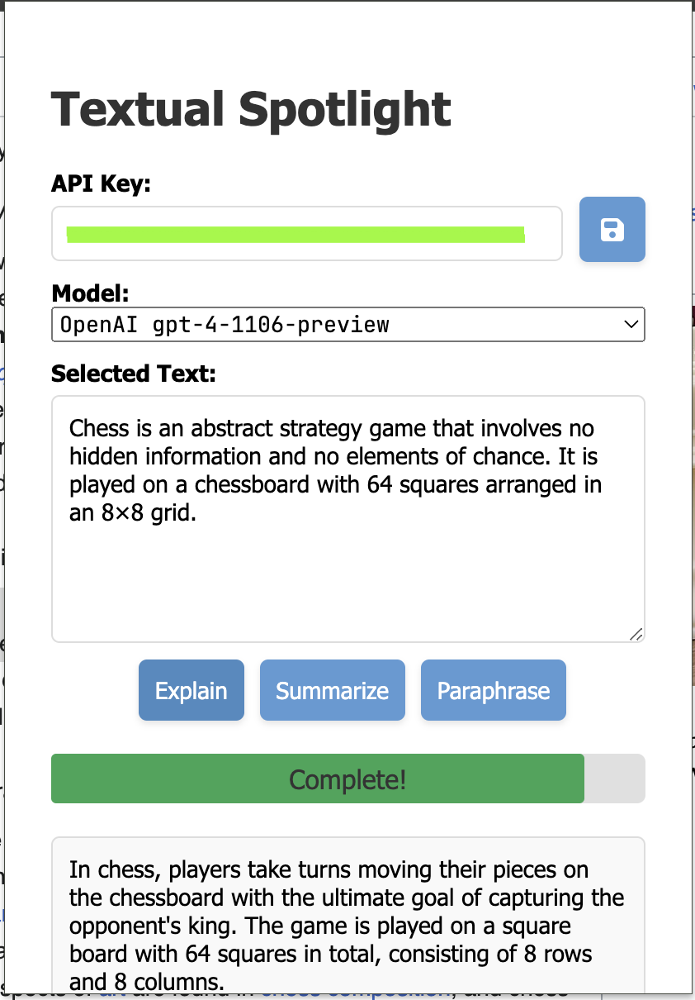 Textual Spotlight
API Key:
Model:
OpenAI gpt-4-1106-preview
Selected Text:
Chess is an abstract strategy game that involves no
hidden information and no elements of chance. It is
played on a chessboard with 64 squares arranged in
an 8×8 grid.
Explain
Summarize
Paraphrase
Complete!
In chess, players take turns moving their pieces on
the chessboard with the ultimate goal of capturing the
opponent's king. The game is played on a square
board with 64 squares in total, consisting of 8 rows
and 8 columns.